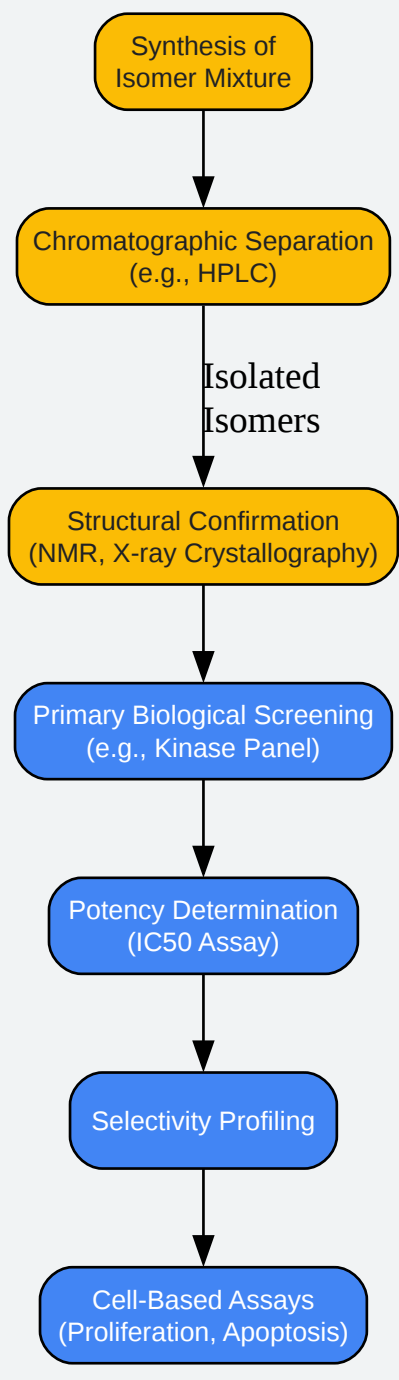 Synthesis of
Isomer Mixture
Chromatographic Separation
(e.g., HPLC)
Isolated
Isomers
Structural Confirmation
(NMR, X-ray Crystallography)
Primary Biological Screening
(e.g., Kinase Panel)
Potency Determination
(IC50 Assay)
Selectivity Profiling
Cell-Based Assays
(Proliferation, Apoptosis)